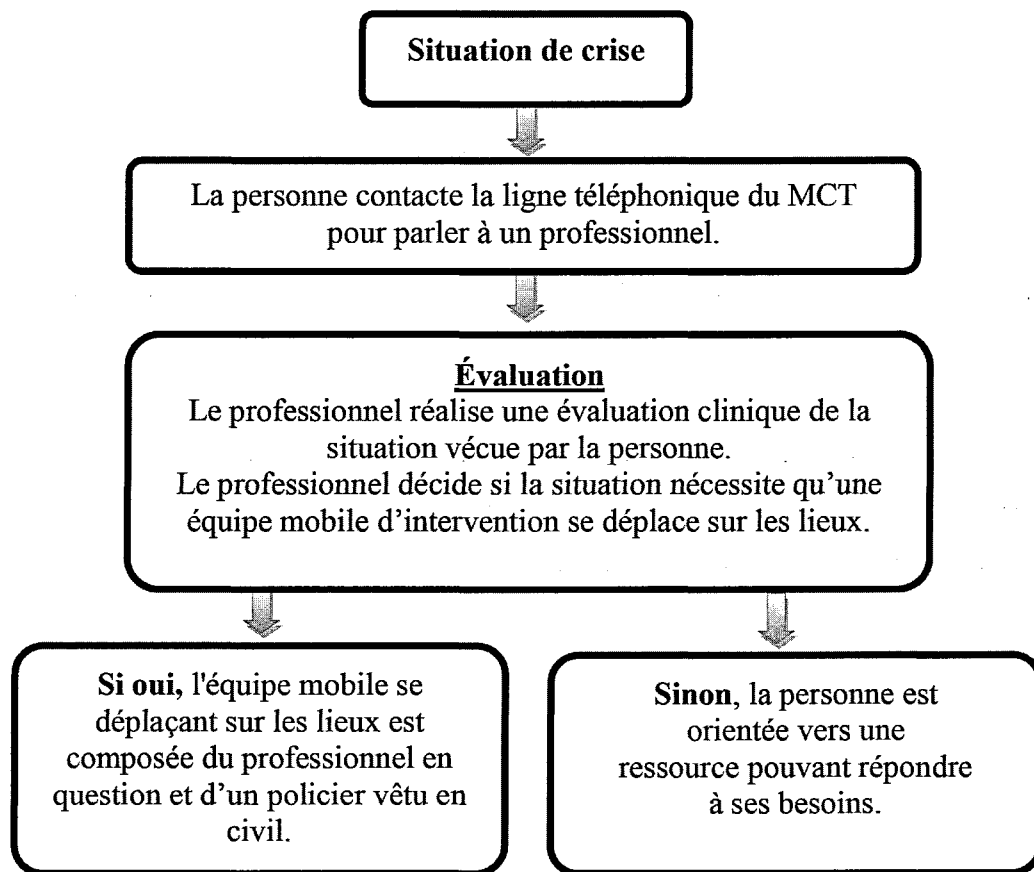 Situation de crise
La personne contacte la ligne téléphonique du MCT
pour parler à un professionnel.
Évaluation
Le professionnel réalise une évaluation clinique de la
situation vécue par la personne.
Le professionnel décide si la situation nécessite qu’une
équipe mobile d’intervention se déplace sur les lieux.
Si oui, l'équipe mobile se
déplaçant sur les lieux est
composée du professionnel en
question et d’un policier vêtu en
civil.
Sinon, la personne est
orientée vers une
ressource pouvant répondre
à ses besoins.